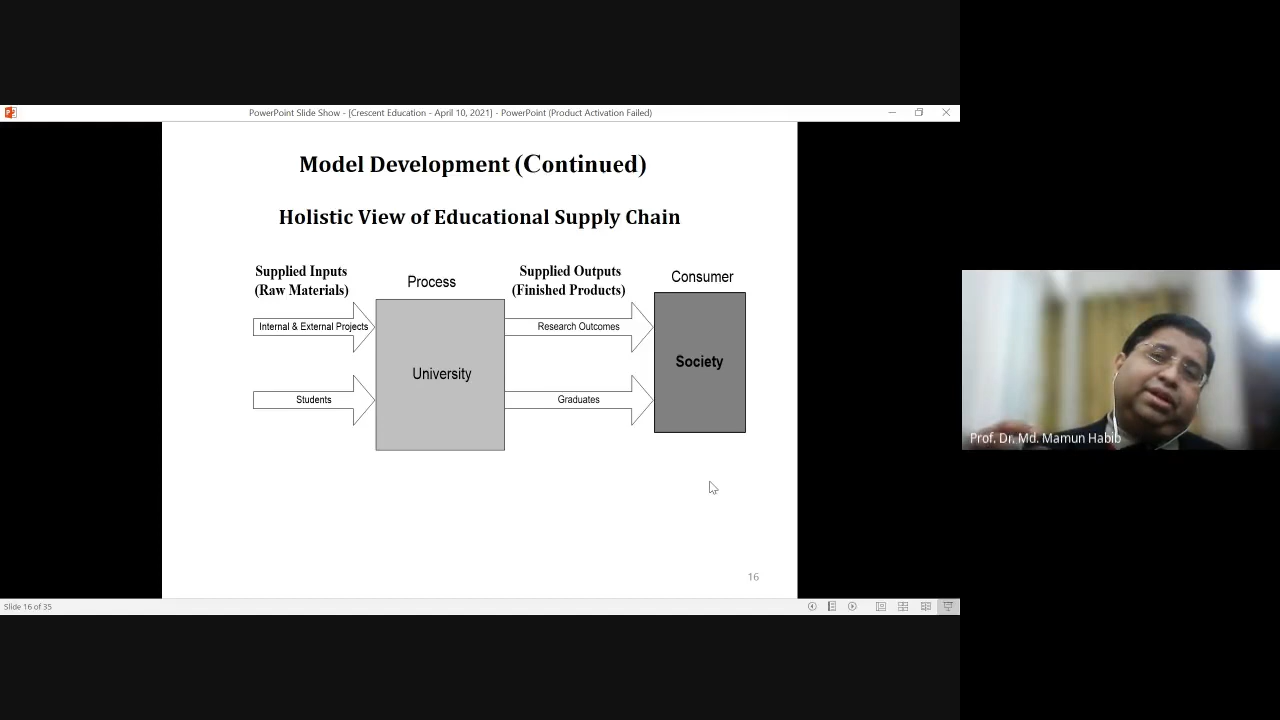 PowerPoint Slide Show - [Crescent Education - April 10, 2021] - PowerPoint (Product Activation Failed)
Model Development (Continued)
Holistic View of Educational Supply Chain
Supplied Inputs
(Raw Materials)
Process
Supplied Outputs
(Finished Products)
Consumer
Internal & External Projects
Research Outcomes
University
Society
Students
Graduates
16
Slide 16 of 35
Prof. Dr. Md. Mamun Habib